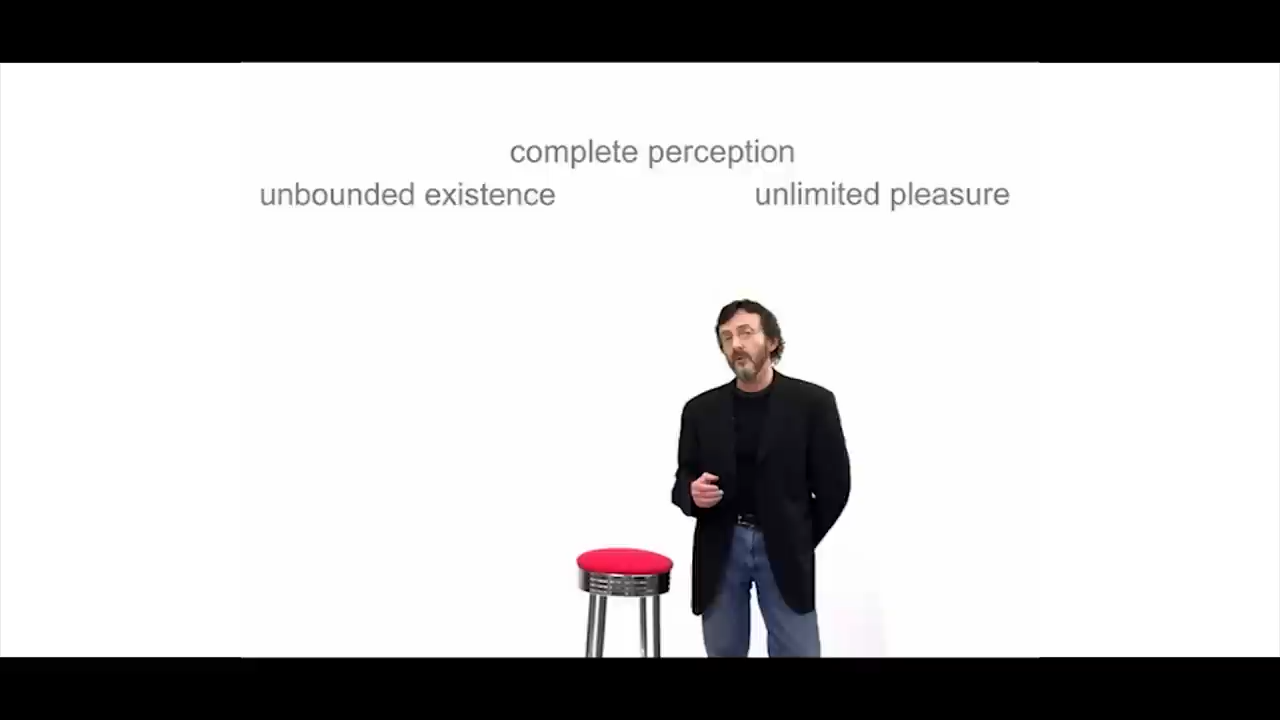 complete perception
unbounded existence
unlimited pleasure